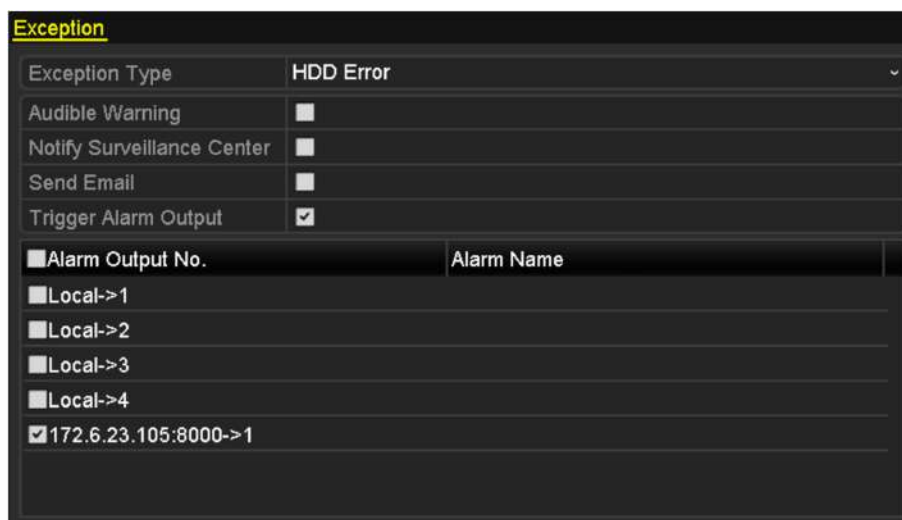 Exception
Exception Type HDD Error
Audible Warning
Notify Surveillance Center
Send Email
Trigger Alarm Output
Alarm Output No. Alarm Name
Local->1
Local->2
Local->3
Local->4
172.6.23.105:8000->1